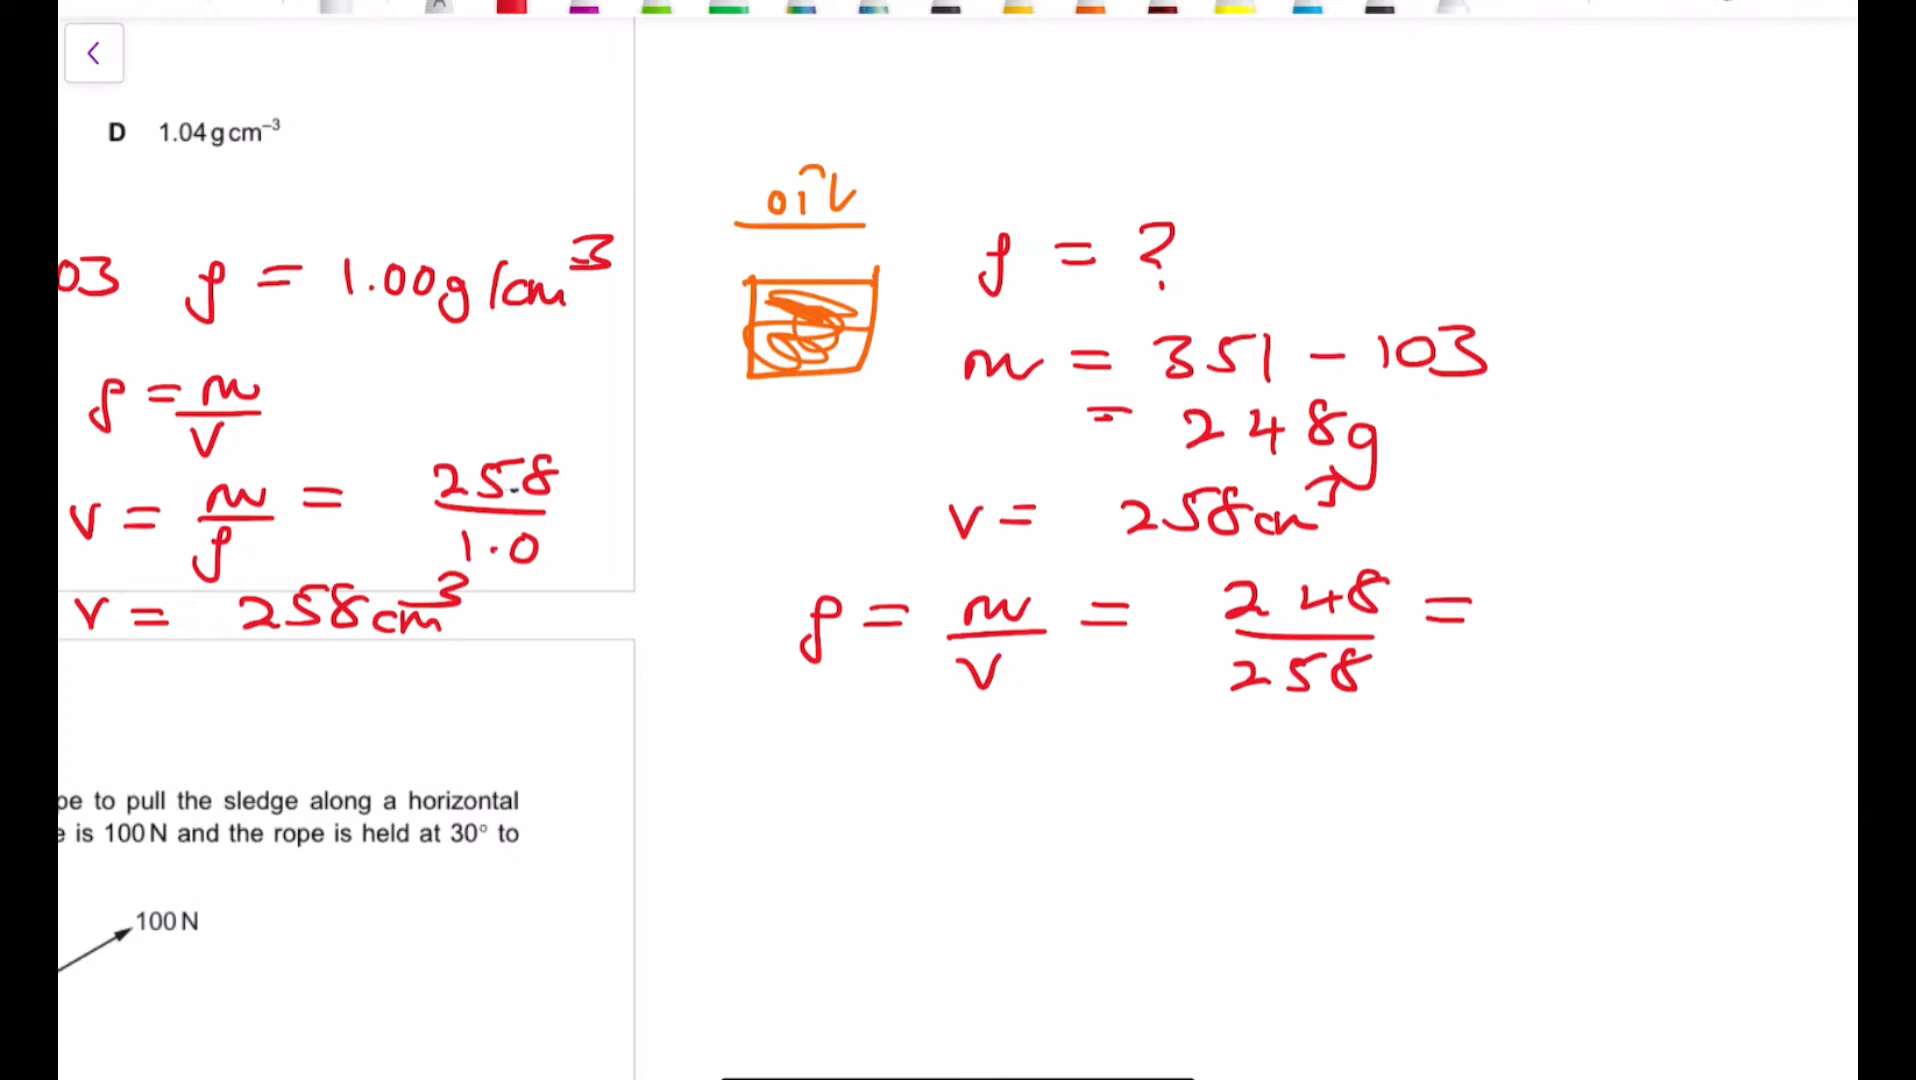 D 1.04 g cm⁻³
03 ρ = 1.00g/cm³
ρ = m/V
V = m/ρ = 258/1.0
V = 258cm³
oil
ρ = ?
m = 351 - 103
= 248g
V = 258cm³
ρ = m/V = 248/258 =
pe to pull the sledge along a horizontal
e is 100 N and the rope is held at 30° to
100 N